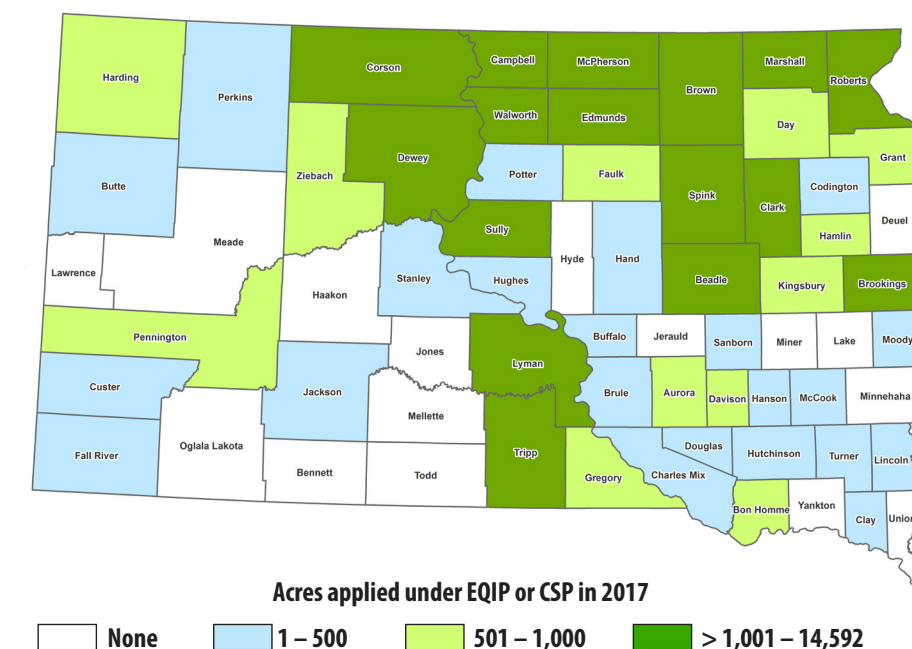 Harding
Perkins
Corson
Campbell
McPherson
Brown
Marshall
Roberts
Walworth
Edmunds
Day
Dewey
Ziebach
Butte
Potter
Faulk
Grant
Codington
Spink
Clark
Deuel
Sully
Hamlin
Meade
Lawrence
Stanley
Hughes
Hyde
Hand
Beadle
Kingsbury
Brookings
Haakon
Pennington
Jones
Lyman
Buffalo
Jerauld
Sanborn
Miner
Lake
Moody
Custer
Jackson
Brule
Aurora
Davison
Hanson
McCook
Minnehaha
Mellette
Oglala Lakota
Fall River
Bennett
Todd
Tripp
Gregory
Charles Mix
Douglas
Hutchinson
Turner
Lincoln
Bon Homme
Yankton
Clay
Union
Acres applied under EQIP or CSP in 2017
None
1 – 500
501 – 1,000
> 1,001 – 14,592